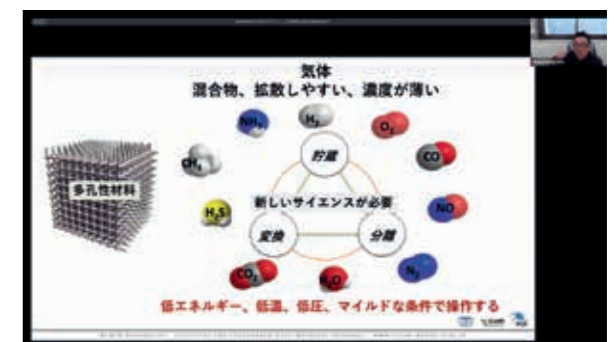 気体
混合物、拡散しやすい、濃度が薄い
NH₃
H₂
O₂
CH₄
CO
貯蔵
多孔性材料
新しいサイエンスが必要
H₂S
NO
変換
分離
CO₂
H₂O
N₂
低エネルギー、低温、低圧、マイルドな条件で操作する